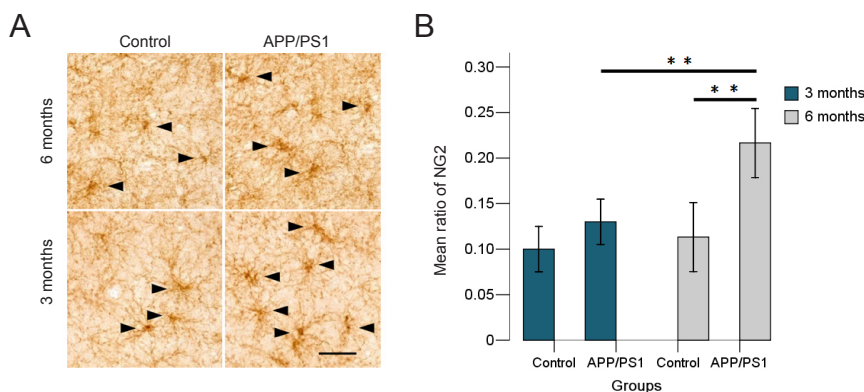 A
Control
APP/PS1
6 months
3 months
B
Mean ratio of NG2
0.30
0.25
0.20
0.15
0.10
0.05
0
* *
* *
3 months
6 months
Control
APP/PS1
Control
APP/PS1
Groups